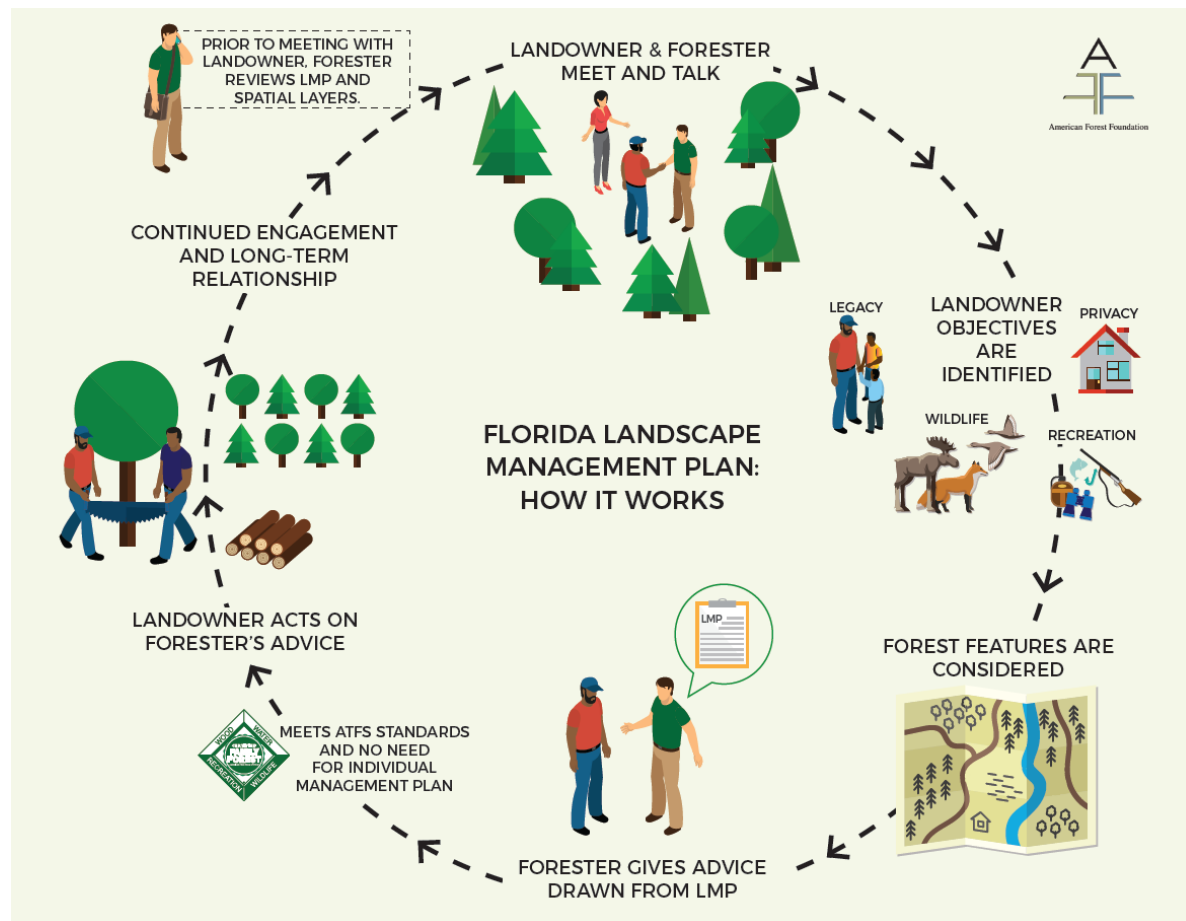 PRIOR TO MEETING WITH
LANDOWNER, FORESTER
REVIEWS LMP AND
SPATIAL LAYERS.
LANDOWNER & FORESTER
MEET AND TALK
A
American Forest Foundation
CONTINUED ENGAGEMENT
AND LONG-TERM
RELATIONSHIP
LANDOWNER
OBJECTIVES
ARE
IDENTIFIED
LEGACY
PRIVACY
WILDLIFE
RECREATION
FLORIDA LANDSCAPE
MANAGEMENT PLAN:
HOW IT WORKS
FOREST FEATURES ARE
CONSIDERED
LMP
FORESTER GIVES ADVICE
DRAWN FROM LMP
MEETS ATFS STANDARDS
AND NO NEED
FOR INDIVIDUAL
MANAGEMENT PLAN
WOOD
WATER
RECREATION
WILDLIFE
FAMILY
FOREST
LANDOWNER ACTS ON
FORESTER'S ADVICE